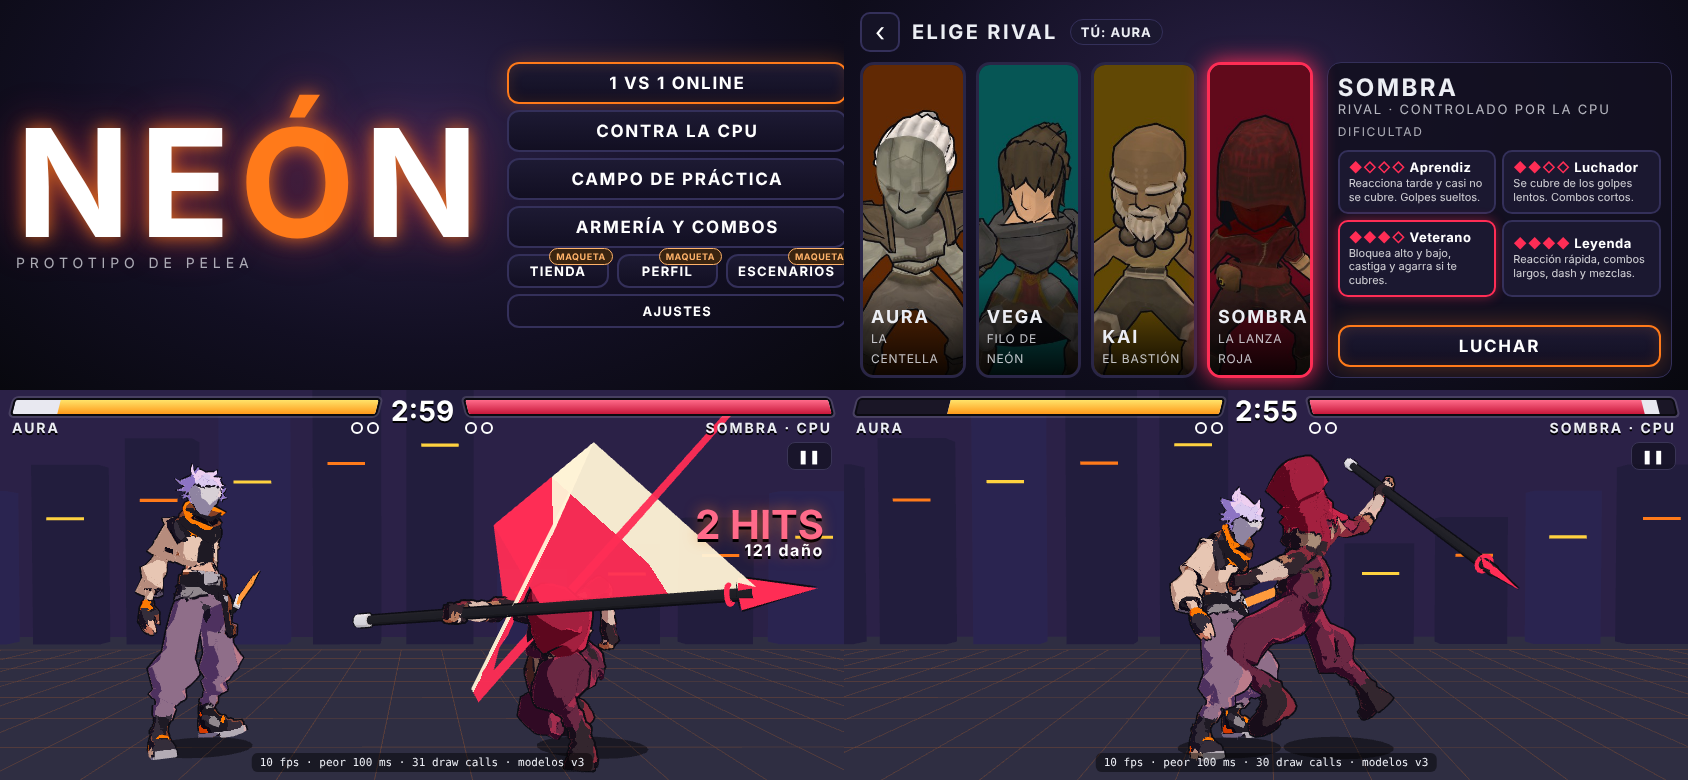 NEÓN
PROTOTIPO DE PELEA
1 VS 1 ONLINE
CONTRA LA CPU
CAMPO DE PRÁCTICA
ARMERÍA Y COMBOS
MAQUETA MAQUETA MAQUETA
TIENDA PERFIL ESCENARIOS
AJUSTES
ELIGE RIVAL TÚ: AURA
AURA
LA
CENTELLA
VEGA
FILO DE
NEÓN
KAI
EL BASTIÓN
SOMBRA
LA LANZA
ROJA
SOMBRA
RIVAL · CONTROLADO POR LA CPU
DIFICULTAD
Aprendiz
Reacciona tarde y casi no
se cubre. Golpes sueltos.
Luchador
Se cubre de los golpes
lentos. Combos cortos.
Veterano
Bloquea alto y bajo,
castiga y agarra si te
cubres.
Leyenda
Reacción rápida, combos
largos, dash y mezclas.
LUCHAR
2:59
AURA SOMBRA · CPU
2 HITS
121 daño
10 fps · peor 100 ms · 31 draw calls · modelos v3
2:55
AURA SOMBRA · CPU
10 fps · peor 100 ms · 30 draw calls · modelos v3